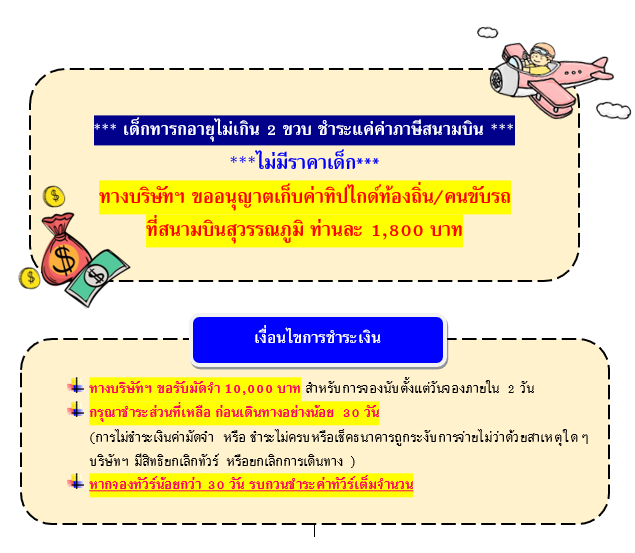 *** เด็กทารกอายุไม่เกิน 2 ขวบ ชำระแค่ค่าภาษีสนามบิน ***
***ไม่มีราคาเด็ก***
ทางบริษัทฯ ขออนุญาตเก็บค่าทิปไกด์ท้องถิ่น/คนขับรถ
ที่สนามบินสุวรรณภูมิ ท่านละ 1,800 บาท
เงื่อนไขการชำระเงิน
ทางบริษัทฯ ขอรับมัดจำ 10,000 บาท สำหรับการจองนับตั้งแต่วันจองภายใน 2 วัน
กรุณาชำระส่วนที่เหลือ ก่อนเดินทางอย่างน้อย 30 วัน
(การไม่ชำระเงินค่ามัดจำ หรือ ชำระไม่ครบหรือเช็คธนาคารถูกระงับการจ่ายไม่ว่าด้วยสาเหตุใด ๆ
บริษัทฯ มีสิทธิยกเลิกทัวร์ หรือยกเลิกการเดินทาง )
หากจองทัวร์น้อยกว่า 30 วัน รบกวนชำระค่าทัวร์เต็มจำนวน